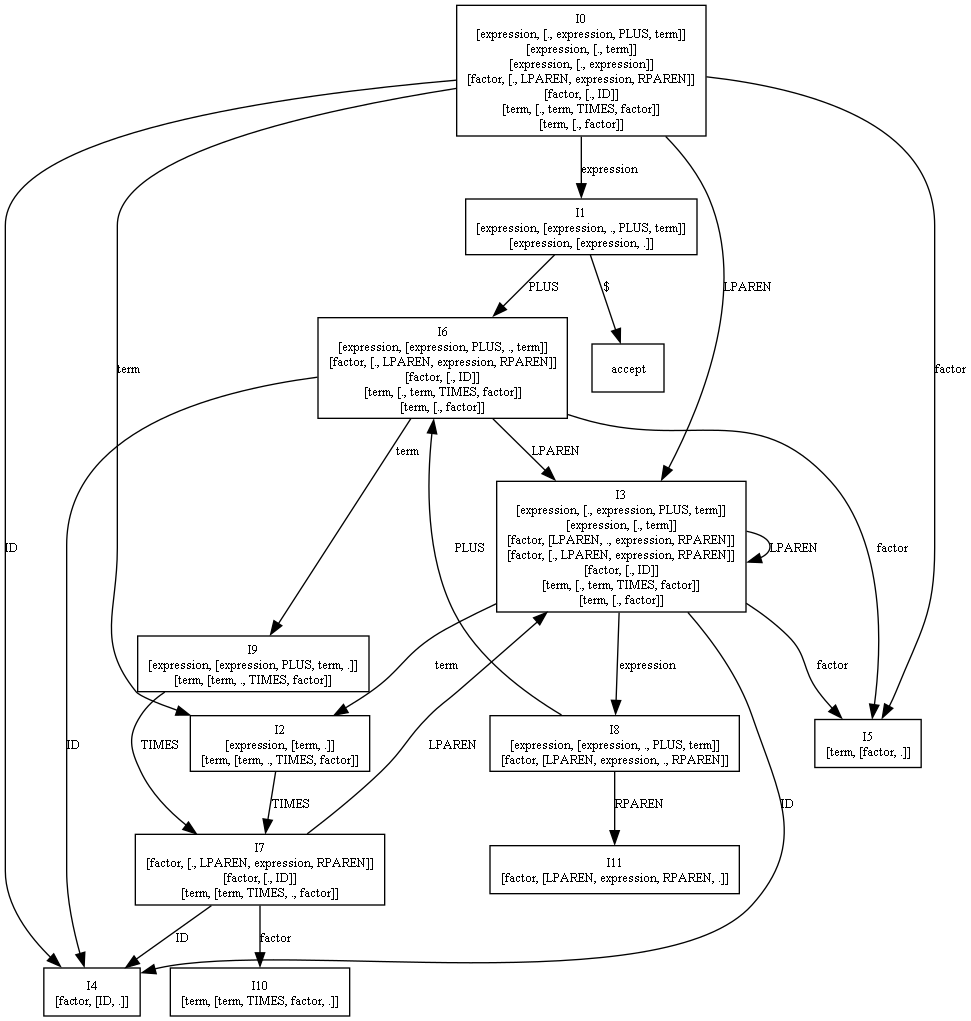 I0
[expression, [., expression, PLUS, term]]
[expression, [., term]]
[expression, [., expression]]
[factor, [., LPAREN, expression, RPAREN]]
[factor, [., ID]]
[term, [., term, TIMES, factor]]
[term, [., factor]]
expression
I1
[expression, [expression, ., PLUS, term]]
[expression, [expression, .]]
PLUS
$
LPAREN
I6
[expression, [expression, PLUS, ., term]]
[factor, [., LPAREN, expression, RPAREN]]
[factor, [., ID]]
[term, [., term, TIMES, factor]]
[term, [., factor]]
accept
term
factor
term
LPAREN
I3
[expression, [., expression, PLUS, term]]
[expression, [., term]]
[factor, [LPAREN, ., expression, RPAREN]]
[factor, [., LPAREN, expression, RPAREN]]
[factor, [., ID]]
[term, [., term, TIMES, factor]]
[term, [., factor]]
ID
PLUS
LPAREN
factor
I9
[expression, [expression, PLUS, term, .]]
[term, [term, ., TIMES, factor]]
term
expression
factor
I2
[expression, [term, .]]
[term, [term, ., TIMES, factor]]
I8
[expression, [expression, ., PLUS, term]]
[factor, [LPAREN, expression, ., RPAREN]]
I5
[term, [factor, .]]
ID
TIMES
LPAREN
TIMES
RPAREN
ID
I7
[factor, [., LPAREN, expression, RPAREN]]
[factor, [., ID]]
[term, [term, TIMES, ., factor]]
I11
[factor, [LPAREN, expression, RPAREN, .]]
ID
factor
I4
[factor, [ID, .]]
I10
[term, [term, TIMES, factor, .]]